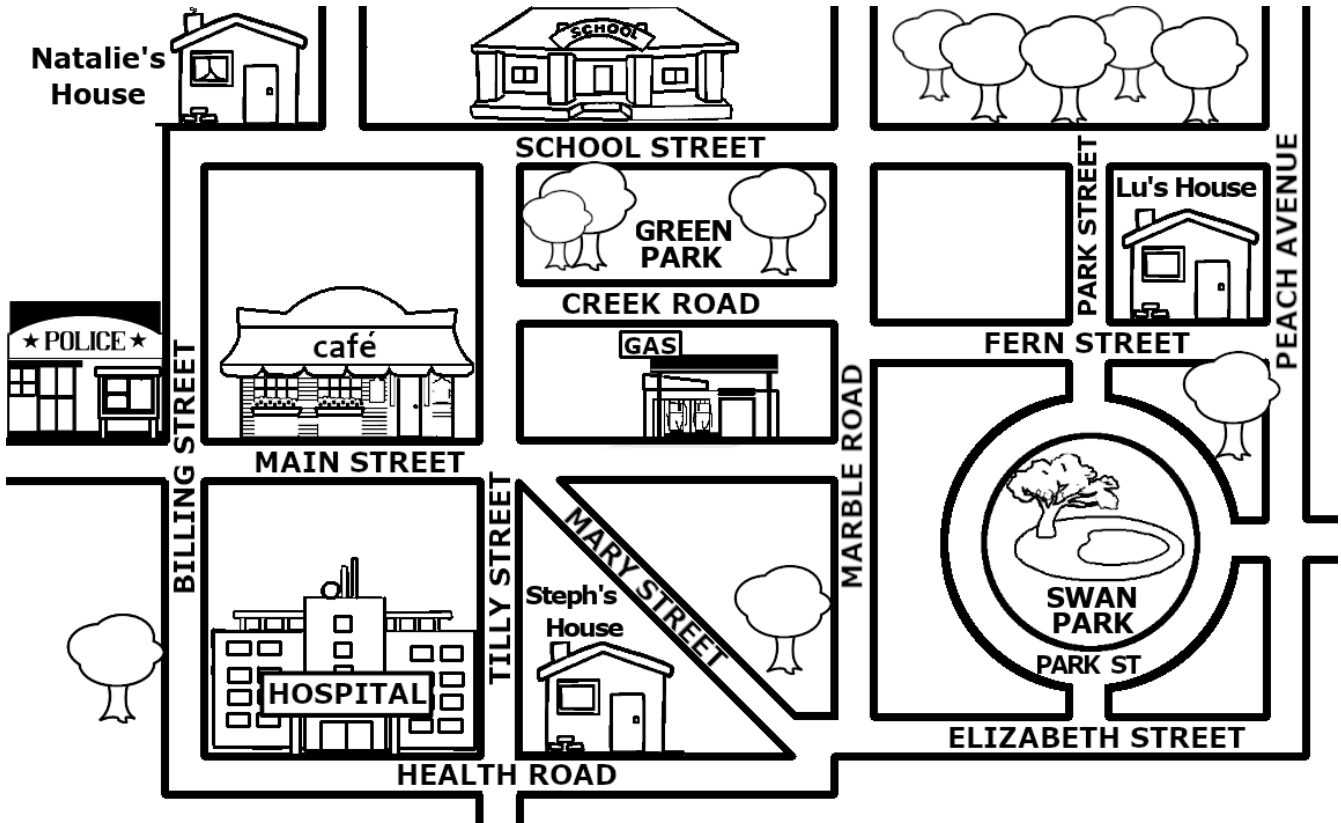 Natalie's
House
SCHOOL
SCHOOL STREET
PARK STREET
PEACH AVENUE
Lu's House
GREEN
PARK
CREEK ROAD
POLICE
café
GAS
FERN STREET
BILLING STREET
MAIN STREET
MARBLE ROAD
TILLY STREET
MARY STREET
Steph's
House
SWAN
PARK
PARK ST
HOSPITAL
ELIZABETH STREET
HEALTH ROAD